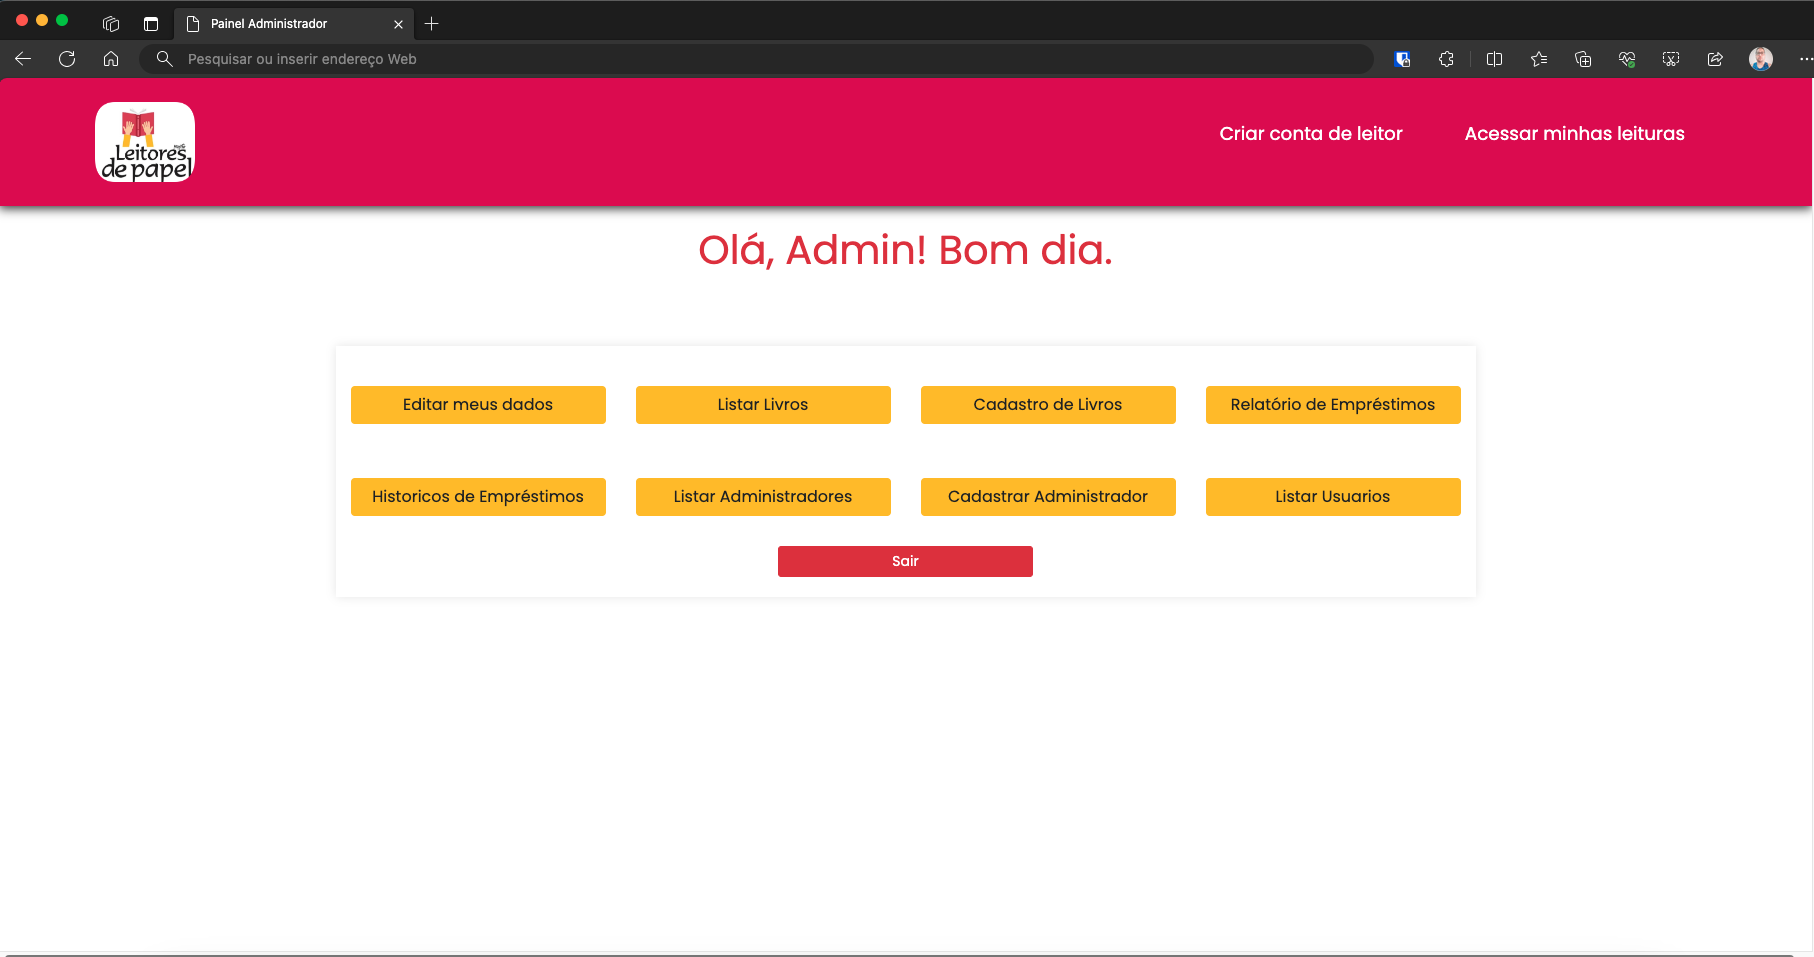 Painel Administrador
Pesquisar ou inserir endereço Web
Leitores
de papel
Criar conta de leitor
Acessar minhas leituras
Olá, Admin! Bom dia.
Editar meus dados
Listar Livros
Cadastro de Livros
Relatório de Empréstimos
Historicos de Empréstimos
Listar Administradores
Cadastrar Administrador
Listar Usuarios
Sair